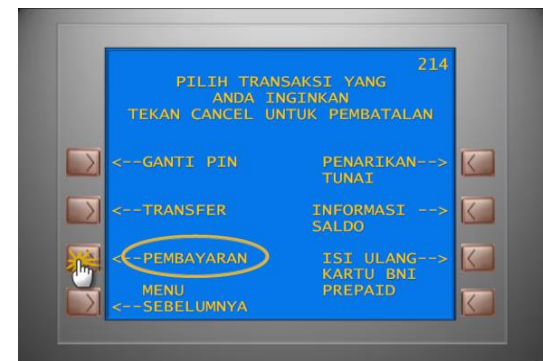 214
PILIH TRANSAKSI YANG
ANDA INGINKAN
TEKAN CANCEL UNTUK PEMBATALAN
<--GANTI PIN
PENARIKAN-->
TUNAI
<--TRANSFER
INFORMASI -->
SALDO
<--PEMBAYARAN
ISI ULANG-->
KARTU BNI
PREPAID
MENU
<--SEBELUMNYA